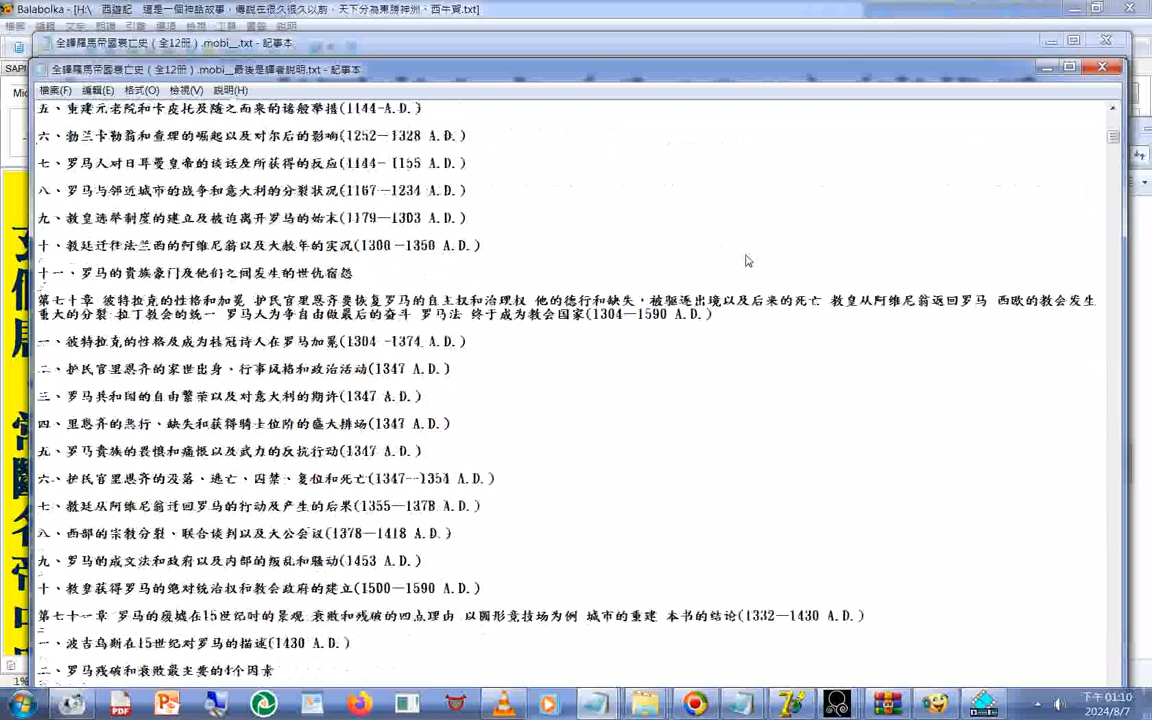 Balabolka - [H:\ 西遊記 這是一個神話故事，傳說在很久很久以前，天下分為東勝神洲、西牛賀.txt]
全譯羅馬帝國衰亡史（全12冊）.mobi__.txt - 記事本
全譯羅馬帝國衰亡史（全12冊）.mobi__最後是譯者説明.txt - 記事本
SAPI
檔案(F) 編輯(E) 格式(O) 檢視(V) 說明(H)
Mic
五、重建元老院和卡皮托及随之而来的诸般举措(1144-A.D.)
六、勃兰卡勒翁和查理的崛起以及对尔后的影响(1252—1328 A.D.)
七、罗马人对日耳曼皇帝的谈话及所获得的反应(1144- [155 A.D.)
八、罗马与邻近城市的战争和意大利的分裂状况(1167—1234 A.D.)
九、教皇选举制度的建立及被迫离开罗马的始末(1179—1303 A.D.)
十、教廷迁往法兰西的阿维尼翁以及大赦年的实况(1300—1350 A.D.)
十一、罗马的贵族豪门及他们之间发生的世仇宿怨
第七十章 彼特拉克的性格和加冕 护民官里恩齐要恢复罗马的自主权和治理权 他的德行和缺失，被驱逐出境以及后来的死亡 教皇从阿维尼翁返回罗马 西欧的教会发生
重大的分裂 拉丁教会的统一 罗马人为争自由做最后的奋斗 罗马法 终于成为教会国家(1304—1590 A.D.)
一、彼特拉克的性格及成为桂冠诗人在罗马加冕(1304 -1374 A.D.)
二、护民官里恩齐的家世出身、行事风格和政治活动(1347 A.D.)
三、罗马共和国的自由繁荣以及对意大利的期许(1347 A.D.)
四、里恩齐的恶行、缺失和获得骑士位阶的盛大排场(1347 A.D.)
五、罗马贵族的畏惧和痛恨以及武力的反抗行动(1347 A.D.)
六、护民官里恩齐的没落、逃亡、囚禁、复位和死亡(1347--1354 A.D.)
七、教廷从阿维尼翁迁回罗马的行动及产生的后果(1355—1378 A.D.)
八、西部的宗教分裂、联合谈判以及大公会议(1378—1418 A.D.)
九、罗马的成文法和政府以及内部的叛乱和骚动(1453 A.D.)
十、教皇获得罗马的绝对统治权和教会政府的建立(1500—1590 A.D.)
第七十一章 罗马的废墟在15世纪时的景观 衰败和残破的四点理由 以圆形竞技场为例 城市的重建 本书的结论(1332—1430 A.D.)
一、波吉乌斯在15世纪对罗马的描述(1430 A.D.)
二、罗马残破和衰败最主要的4个因素
1%
下午 01:10
2024/8/7